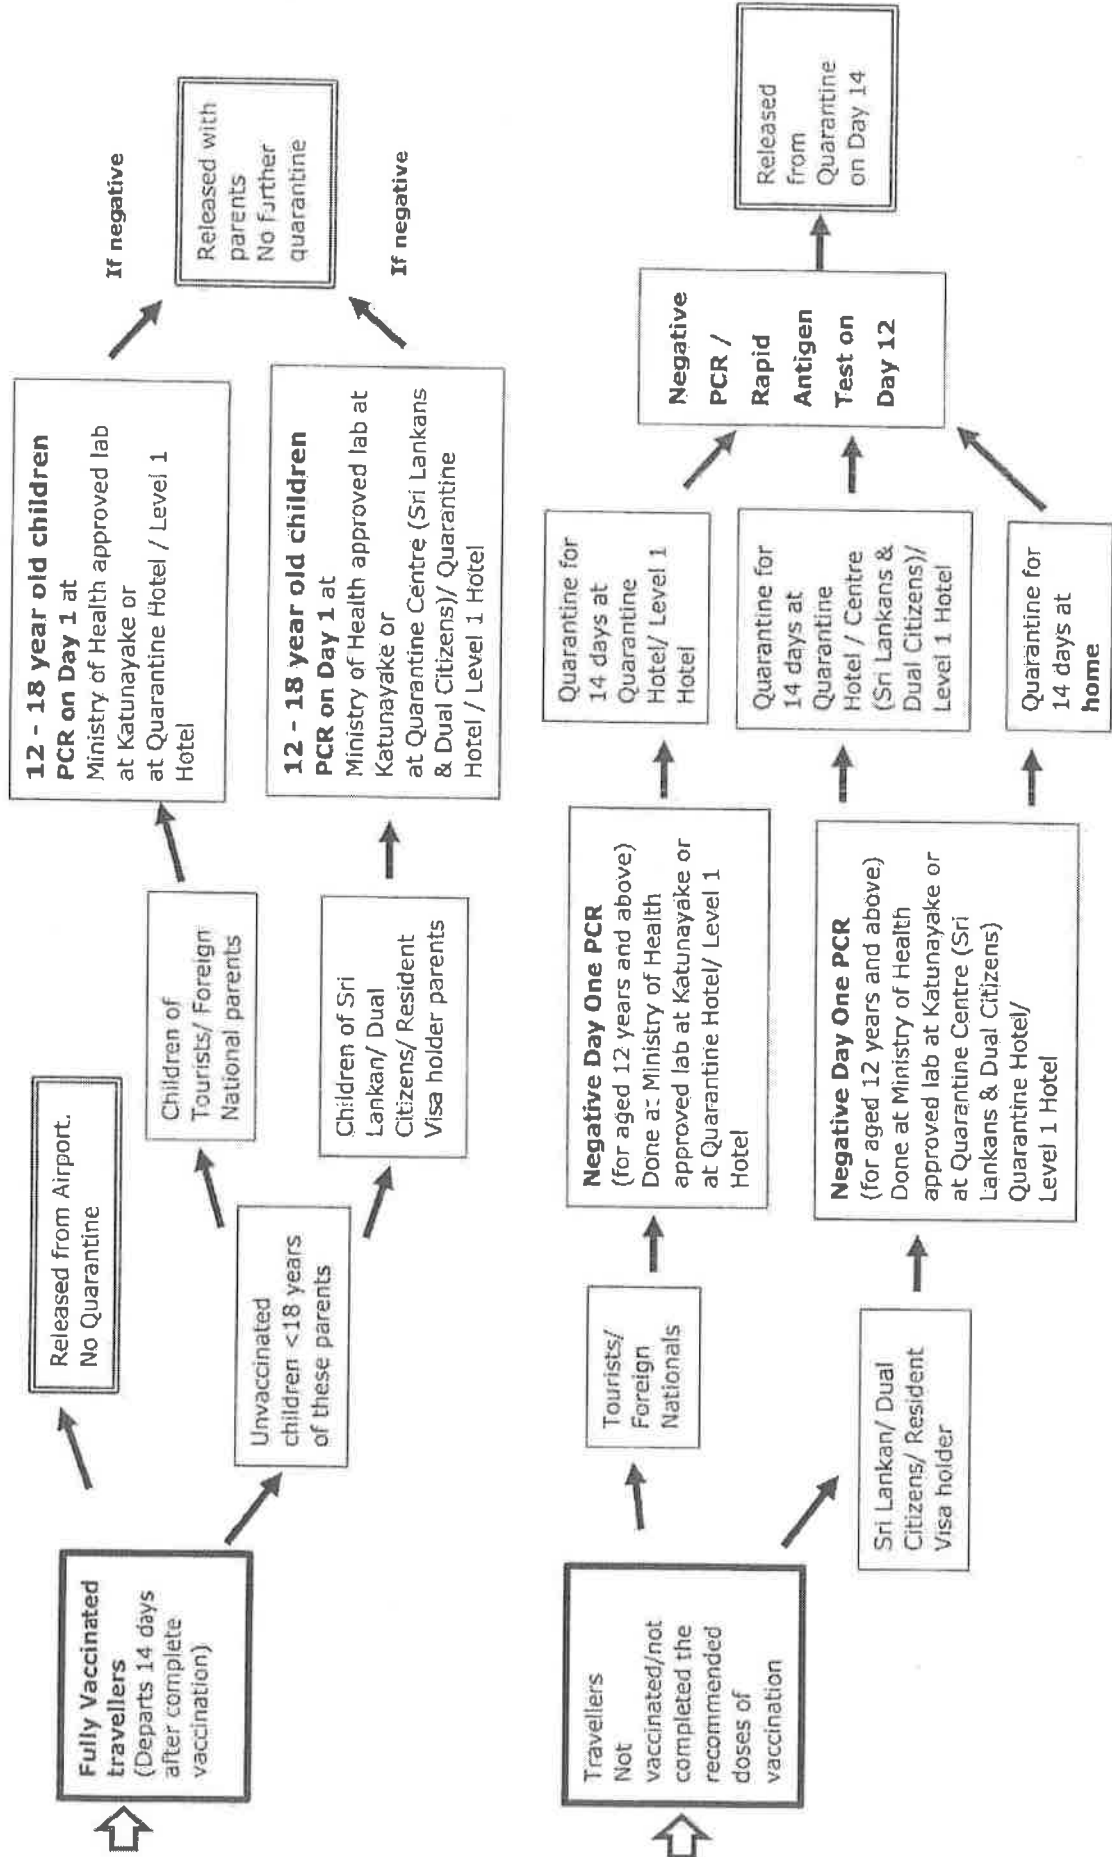 Fully Vaccinated
travellers
(Departs 14 days
after complete
vaccination)
Released from Airport.
No Quarantine
Unvaccinated
children <18 years
of these parents
Children of
Tourists/ Foreign
National parents
Children of Sri
Lankan/ Dual
Citizens/ Resident
Visa holder parents
12 - 18 year old children
PCR on Day 1 at
Ministry of Health approved lab
at Katunayake or
at Quarantine Hotel / Level 1
Hotel
12 - 18 year old children
PCR on Day 1 at
Ministry of Health approved lab at
Katunayake or
at Quarantine Centre (Sri Lankans
& Dual Citizens)/ Quarantine
Hotel / Level 1 Hotel
If negative
Released with
parents
No further
quarantine
If negative
Travellers
Not
vaccinated/not
completed the
recommended
doses of
vaccination
Tourists/
Foreign
Nationals
Sri Lankan/ Dual
Citizens/ Resident
Visa holder
Negative Day One PCR
(for aged 12 years and above)
Done at Ministry of Health
approved lab at Katunayake or
at Quarantine Hotel/ Level 1
Hotel
Negative Day One PCR
(for aged 12 years and above)
Done at Ministry of Health
approved lab at Katunayake or
at Quarantine Centre (Sri
Lankans & Dual Citizens)
Quarantine Hotel/
Level 1 Hotel
Quarantine for
14 days at
Quarantine
Hotel/ Level 1
Hotel
Quarantine for
14 days at
Quarantine
Hotel / Centre
(Sri Lankans &
Dual Citizens)/
Level 1 Hotel
Quarantine for
14 days at
home
Negative
PCR /
Rapid
Antigen
Test on
Day 12
Released
from
Quarantine
on Day 14